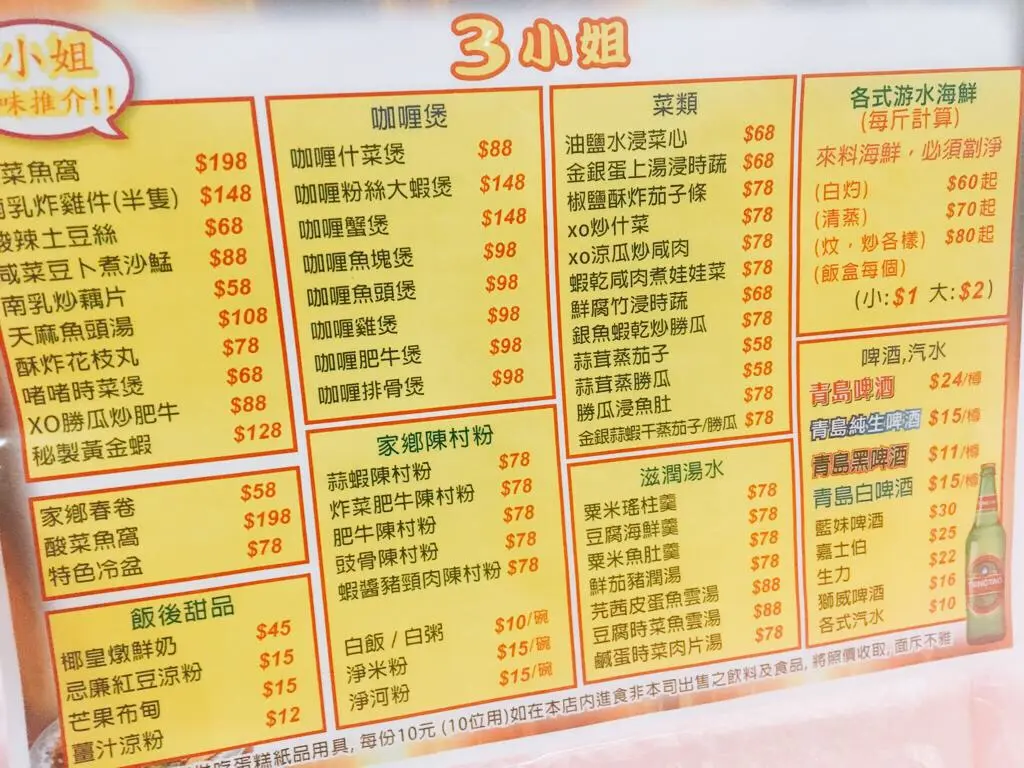 3小姐
小姐
味推介!!
菜魚窩 $198
乳炸雞件(半隻) $148
酸辣土豆絲 $68
咸菜豆卜煮沙鯭 $88
南乳炒藕片 $58
天麻魚頭湯 $108
酥炸花枝丸 $78
啫啫時菜煲 $68
XO勝瓜炒肥牛 $88
秘製黃金蝦 $128
家鄉春卷 $58
酸菜魚窩 $198
特色冷盆 $78
飯後甜品
椰皇燉鮮奶 $45
忌廉紅豆涼粉 $15
芒果布甸 $15
薑汁涼粉 $12
咖喱煲
咖喱什菜煲 $88
咖喱粉絲大蝦煲 $148
咖喱蟹煲 $148
咖喱魚塊煲 $98
咖喱魚頭煲 $98
咖喱雞煲 $98
咖喱肥牛煲 $98
咖喱排骨煲 $98
家鄉陳村粉
蒜蝦陳村粉 $78
炸菜肥牛陳村粉 $78
肥牛陳村粉 $78
豉骨陳村粉 $78
蝦醬豬頸肉陳村粉 $78
白飯 / 白粥 $10/碗
淨米粉 $15/碗
淨河粉 $15/碗
菜類
油鹽水浸菜心 $68
金銀蛋上湯浸時蔬 $68
椒鹽酥炸茄子條 $78
xo炒什菜 $78
xo涼瓜炒咸肉 $78
蝦乾咸肉煮娃娃菜 $78
鮮腐竹浸時蔬 $68
銀魚蝦乾炒勝瓜 $78
蒜茸蒸茄子 $58
蒜茸蒸勝瓜 $58
勝瓜浸魚肚 $78
金銀蒜蝦干蒸茄子/勝瓜 $78
滋潤湯水
粟米瑤柱羹 $78
豆腐海鮮羹 $78
粟米魚肚羹 $78
鮮茄豬潤湯 $78
芫茜皮蛋魚雲湯 $88
豆腐時菜魚雲湯 $88
鹹蛋時菜肉片湯 $78
各式游水海鮮
(每斤計算)
來料海鮮，必須劏淨
(白灼) $60起
(清蒸) $70起
(炆，炒各樣) $80起
(飯盒每個)
(小:$1 大:$2)
啤酒,汽水
青島啤酒 $24/樽
青島純生啤酒 $15/樽
青島黑啤酒 $11/樽
青島白啤酒 $15/樽
藍妹啤酒 $30
嘉士伯 $25
生力 $22
獅威啤酒 $16
各式汽水 $10
TSINGTAO
吃蛋糕紙品用具, 每份10元 (10位用)如在本店內進食非本司出售之飲料及食品, 將照價收取, 面斥不雅